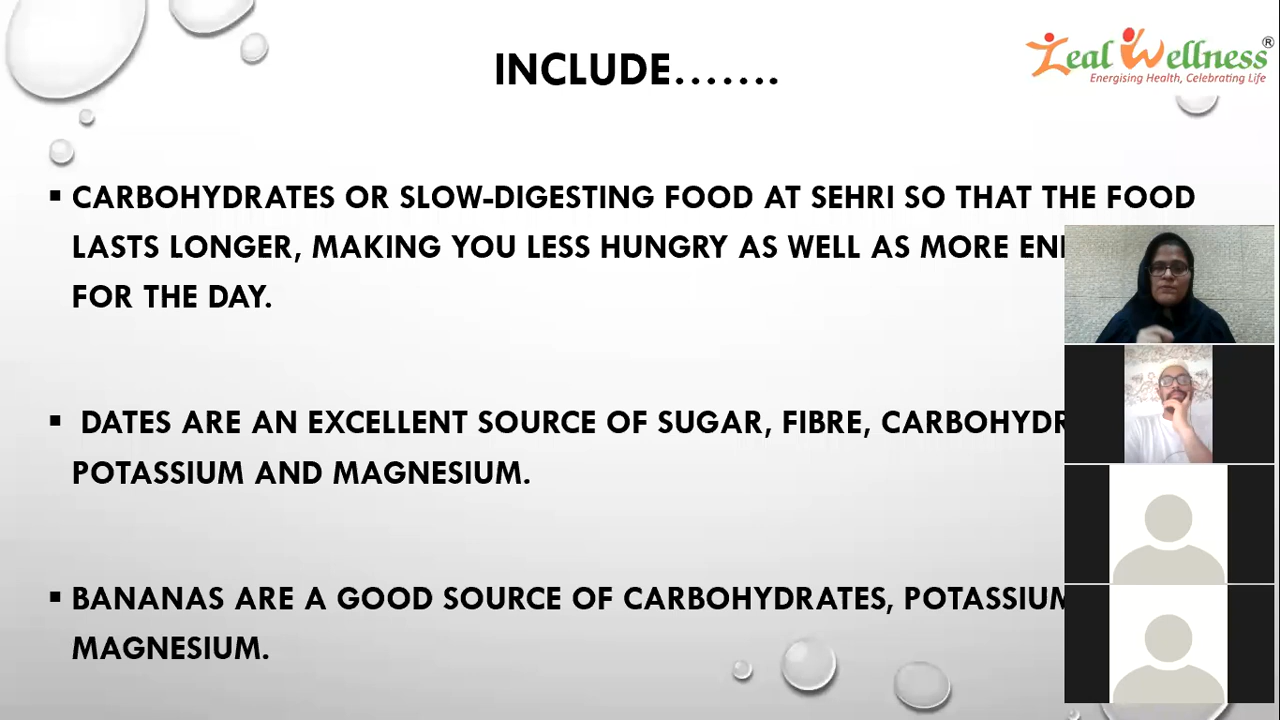 INCLUDE…….
Zeal Wellness®
Energising Health, Celebrating Life
▪ CARBOHYDRATES OR SLOW-DIGESTING FOOD AT SEHRI SO THAT THE FOOD
LASTS LONGER, MAKING YOU LESS HUNGRY AS WELL AS MORE
FOR THE DAY.
▪ DATES ARE AN EXCELLENT SOURCE OF SUGAR, FIBRE,
POTASSIUM AND MAGNESIUM.
▪ BANANAS ARE A GOOD SOURCE OF CARBOHYDRATES, POTASSIUM
MAGNESIUM.